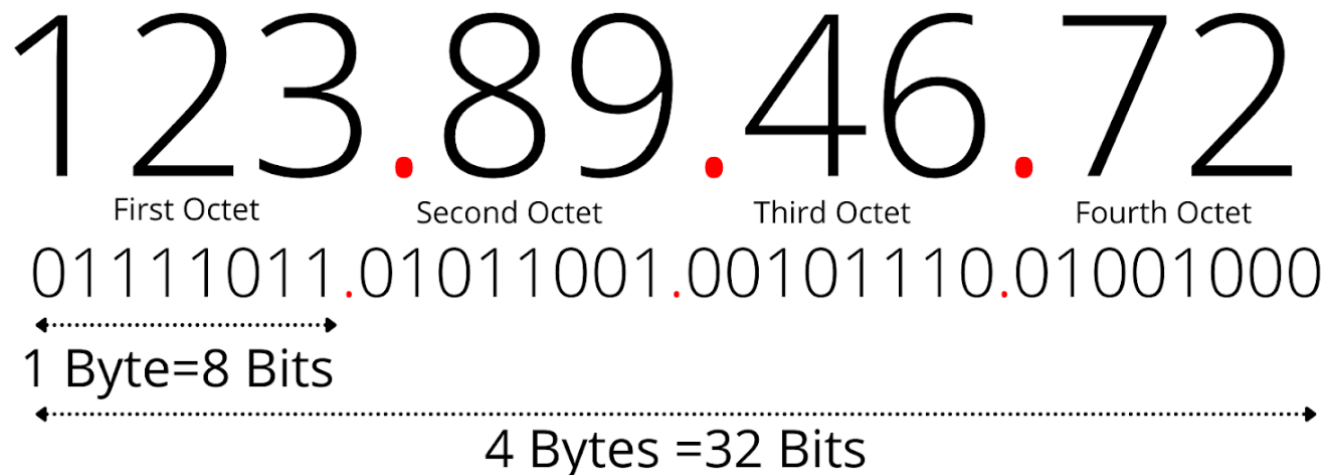 123.89.46.72
First Octet Second Octet Third Octet Fourth Octet
01111011.01011001.00101110.01001000
1 Byte=8 Bits
4 Bytes =32 Bits